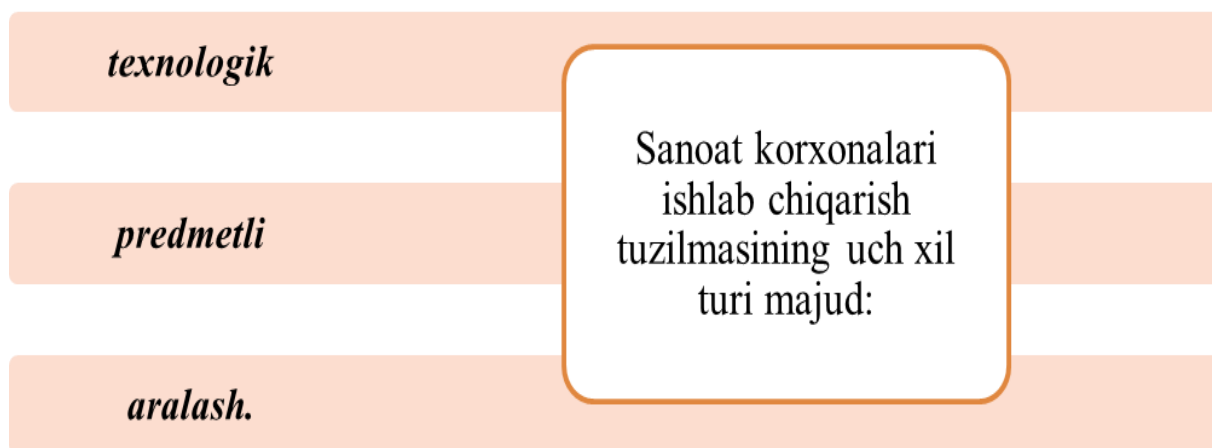 texnologik
predmetli
aralash.
Sanoat korxonalari
ishlab chiqarish
tuzilmasining uch xil
turi majud: